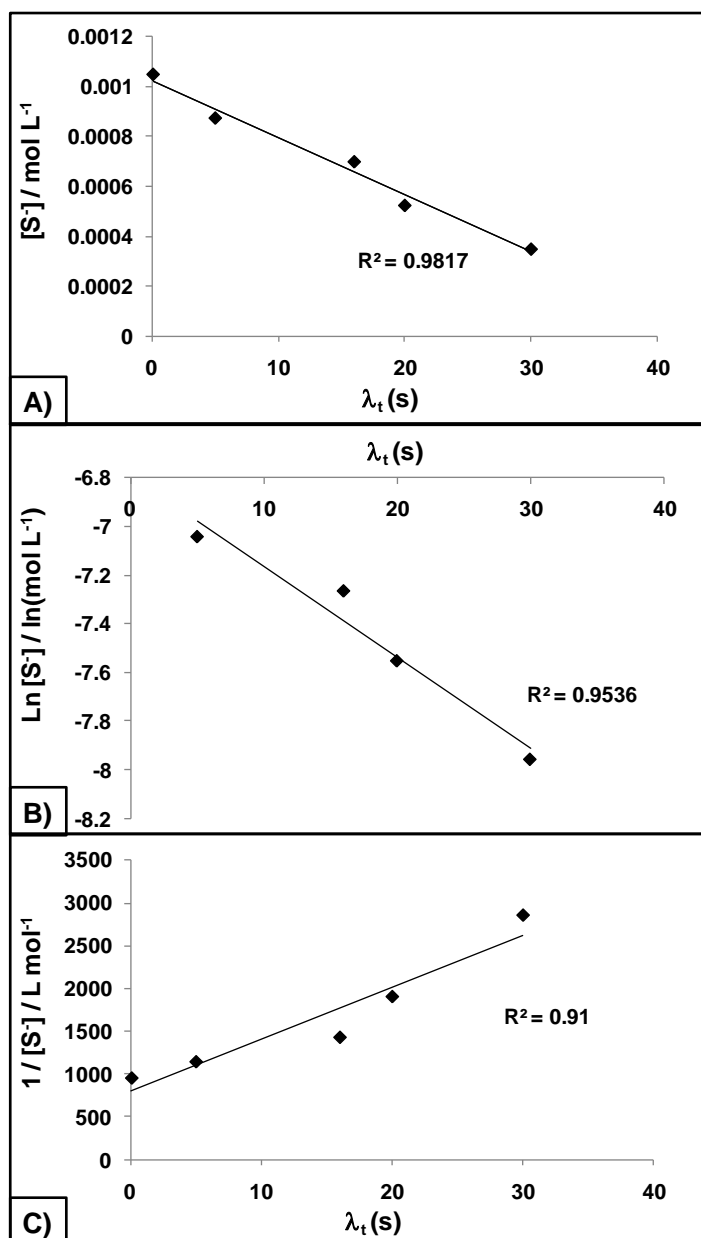 0.0012
0.001
0.0008
0.0006
0.0004
0.0002
0
[S-] / mol L-1
R² = 0.9817
0 10 20 30 40
λt (s)
A)
λt (s)
-6.8
0 10 20 30 40
-7
-7.2
-7.4
-7.6
-7.8
-8
-8.2
Ln [S-] / ln(mol L-1)
R² = 0.9536
B)
3500
3000
2500
2000
1500
1000
500
0
1 / [S-] / L mol-1
R² = 0.91
0 10 20 30 40
λt (s)
C)